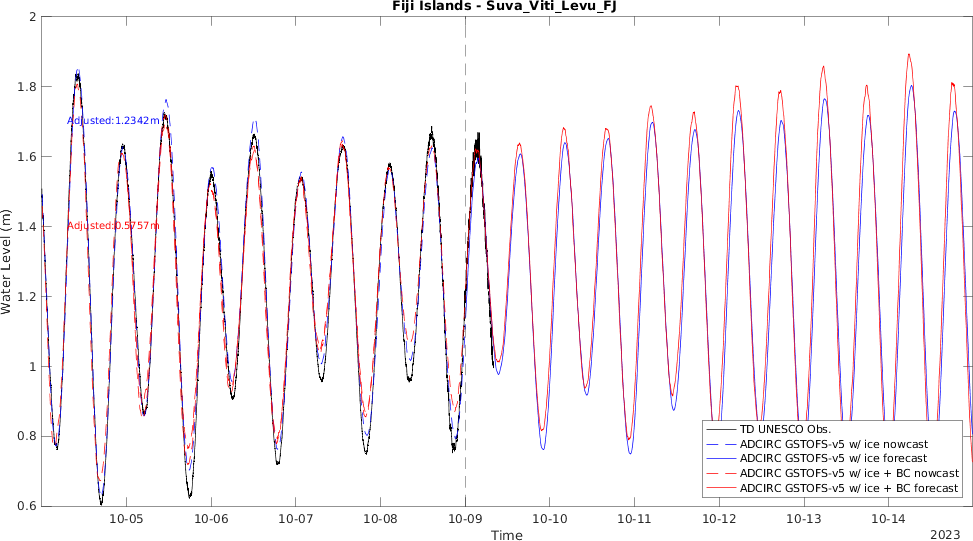 Fiji Islands - Suva_Viti_Levu_FJ
2
1.8
1.6
1.4
1.2
1
0.8
0.6
Water Level (m)
Adjusted:1.2342m
Adjusted:0.5757m
TD UNESCO Obs.
ADCIRC GSTOFS-v5 w/ ice nowcast
ADCIRC GSTOFS-v5 w/ ice forecast
ADCIRC GSTOFS-v5 w/ ice + BC nowcast
ADCIRC GSTOFS-v5 w/ ice + BC forecast
10-05 10-06 10-07 10-08 10-09 10-10 10-11 10-12 10-13 10-14
Time
2023